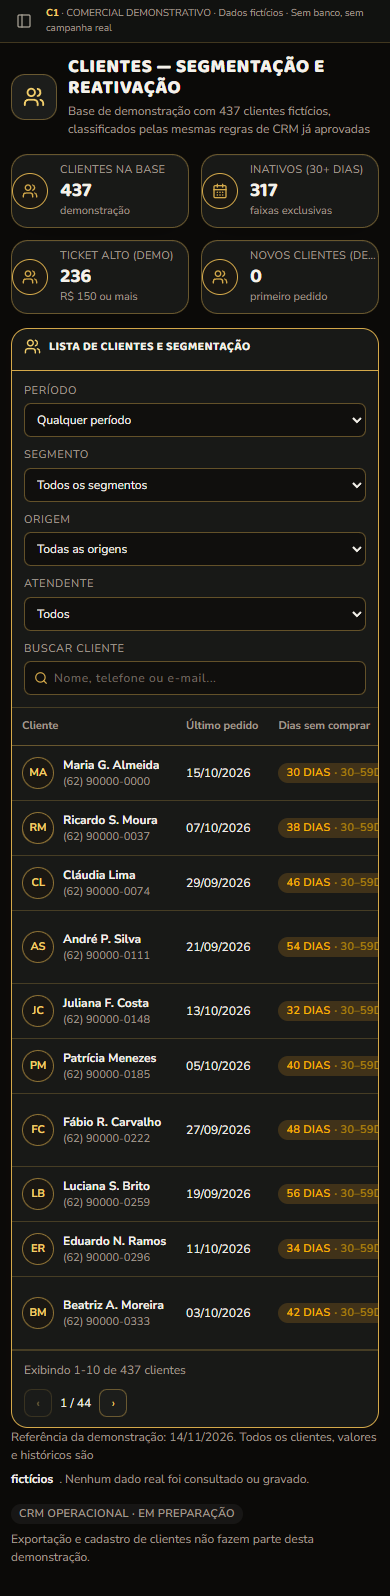 C1 · COMERCIAL DEMONSTRATIVO · Dados fictícios · Sem banco, sem
campanha real
CLIENTES — SEGMENTAÇÃO E
REATIVAÇÃO
Base de demonstração com 437 clientes fictícios,
classificados pelas mesmas regras de CRM já aprovadas
CLIENTES NA BASE
437
demonstração
INATIVOS (30+ DIAS)
317
faixas exclusivas
TICKET ALTO (DEMO)
236
R$ 150 ou mais
NOVOS CLIENTES (DE...
0
primeiro pedido
LISTA DE CLIENTES E SEGMENTAÇÃO
PERÍODO
Qualquer período
SEGMENTO
Todos os segmentos
ORIGEM
Todas as origens
ATENDENTE
Todos
BUSCAR CLIENTE
Nome, telefone ou e-mail...
Cliente Último pedido Dias sem comprar
MA Maria G. Almeida 15/10/2026 30 DIAS · 30–59D
(62) 90000-0000
RM Ricardo S. Moura 07/10/2026 38 DIAS · 30–59D
(62) 90000-0037
CL Cláudia Lima 29/09/2026 46 DIAS · 30–59D
(62) 90000-0074
AS André P. Silva 21/09/2026 54 DIAS · 30–59D
(62) 90000-0111
JC Juliana F. Costa 13/10/2026 32 DIAS · 30–59D
(62) 90000-0148
PM Patrícia Menezes 05/10/2026 40 DIAS · 30–59D
(62) 90000-0185
FC Fábio R. Carvalho 27/09/2026 48 DIAS · 30–59D
(62) 90000-0222
LB Luciana S. Brito 19/09/2026 56 DIAS · 30–59D
(62) 90000-0259
ER Eduardo N. Ramos 11/10/2026 34 DIAS · 30–59D
(62) 90000-0296
BM Beatriz A. Moreira 03/10/2026 42 DIAS · 30–59D
(62) 90000-0333
Exibindo 1-10 de 437 clientes
‹ 1 / 44 ›
Referência da demonstração: 14/11/2026. Todos os clientes, valores
e históricos são
fictícios . Nenhum dado real foi consultado ou gravado.
CRM OPERACIONAL · EM PREPARAÇÃO
Exportação e cadastro de clientes não fazem parte desta
demonstração.